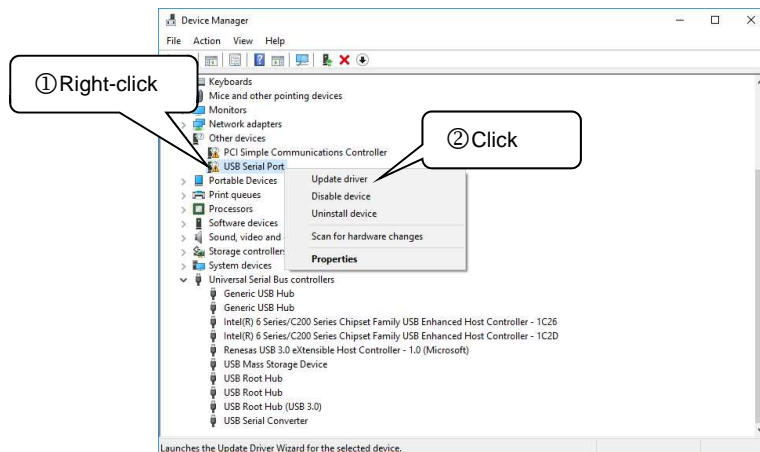 Device Manager
File Action View Help
①Right-click
Keyboards
Mice and other pointing devices
Monitors
Network adapters
Other devices
PCI Simple Communications Controller
USB Serial Port
②Click
Portable Devices
Print queues
Processors
Software devices
Sound, video and
Storage controllers
System devices
Update driver
Disable device
Uninstall device
Scan for hardware changes
Properties
Universal Serial Bus controllers
Generic USB Hub
Generic USB Hub
Intel(R) 6 Series/C200 Series Chipset Family USB Enhanced Host Controller - 1C26
Intel(R) 6 Series/C200 Series Chipset Family USB Enhanced Host Controller - 1C2D
Renesas USB 3.0 eXtensible Host Controller - 1.0 (Microsoft)
USB Mass Storage Device
USB Root Hub
USB Root Hub
USB Root Hub (USB 3.0)
USB Serial Converter
Launches the Update Driver Wizard for the selected device.